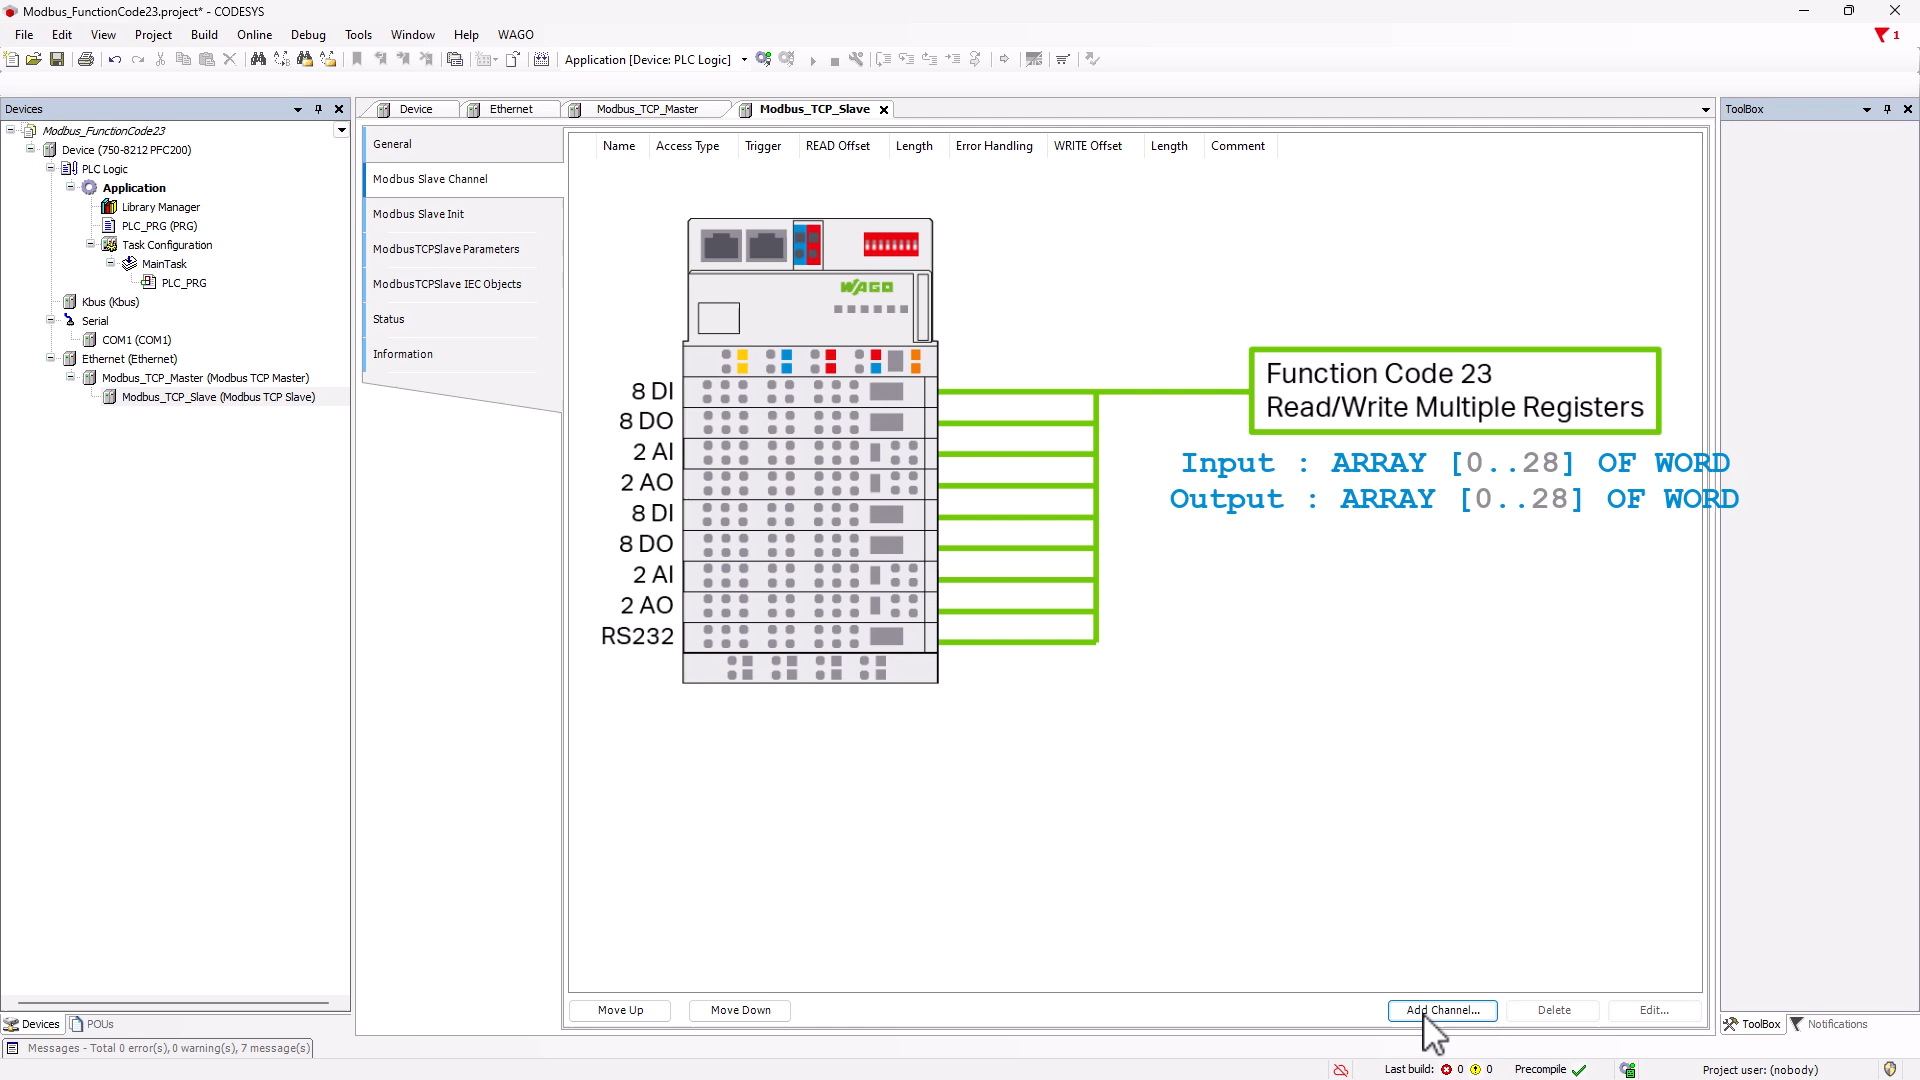 Modbus_FunctionCode23.project* - CODESYS
File Edit View Project Build Online Debug Tools Window Help WAGO
1
Application [Device: PLC Logic]
Devices
Modbus_FunctionCode23
Device (750-8212 PFC200)
PLC Logic
Application
Library Manager
PLC_PRG (PRG)
Task Configuration
MainTask
PLC_PRG
Kbus (Kbus)
Serial
COM1 (COM1)
Ethernet (Ethernet)
Modbus_TCP_Master (Modbus TCP Master)
Modbus_TCP_Slave (Modbus TCP Slave)
Devices POUs
Device Ethernet Modbus_TCP_Master Modbus_TCP_Slave
General
Modbus Slave Channel
Modbus Slave Init
ModbusTCPSlave Parameters
ModbusTCPSlave IEC Objects
Status
Information
Name Access Type Trigger READ Offset Length Error Handling WRITE Offset Length Comment
WAGO
8 DI
8 DO
2 AI
2 AO
8 DI
8 DO
2 AI
2 AO
RS232
Function Code 23
Read/Write Multiple Registers
Input : ARRAY [0..28] OF WORD
Output : ARRAY [0..28] OF WORD
Move Up Move Down Add Channel... Delete Edit...
ToolBox
ToolBox Notifications
Messages - Total 0 error(s), 0 warning(s), 7 message(s)
Last build: 0 0 Precompile Project user: (nobody)